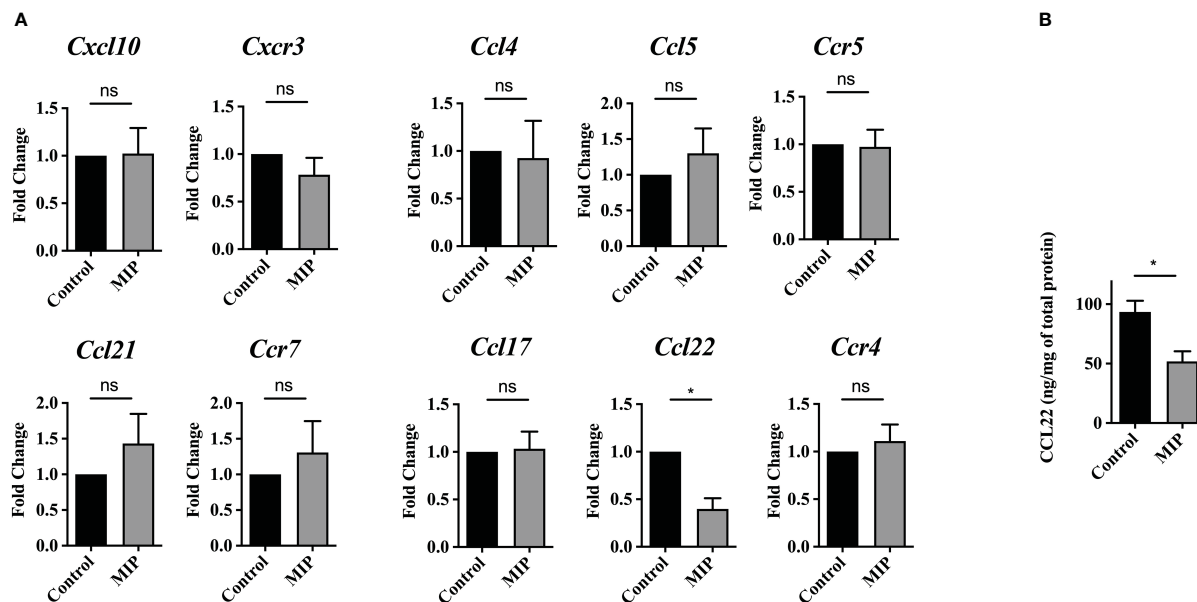 A
B
Cxcl10
Cxcr3
Ccl4
Ccl5
Ccr5
ns
ns
ns
ns
ns
Fold Change
1.5
1.0
0.5
0.0
Control
MIP
Fold Change
1.5
1.0
0.5
0.0
Control
MIP
Fold Change
1.5
1.0
0.5
0.0
Control
MIP
Fold Change
2.0
1.5
1.0
0.5
0.0
Control
MIP
Fold Change
1.5
1.0
0.5
0.0
Control
MIP
Ccl21
Ccr7
Ccl17
Ccl22
Ccr4
ns
ns
ns
*
ns
Fold Change
2.0
1.5
1.0
0.5
0.0
Control
MIP
Fold Change
2.0
1.5
1.0
0.5
0.0
Control
MIP
Fold Change
1.5
1.0
0.5
0.0
Control
MIP
Fold Change
1.5
1.0
0.5
0.0
Control
MIP
Fold Change
1.5
1.0
0.5
0.0
Control
MIP
CCL22 (ng/mg of total protein)
*
100
50
0
Control
MIP